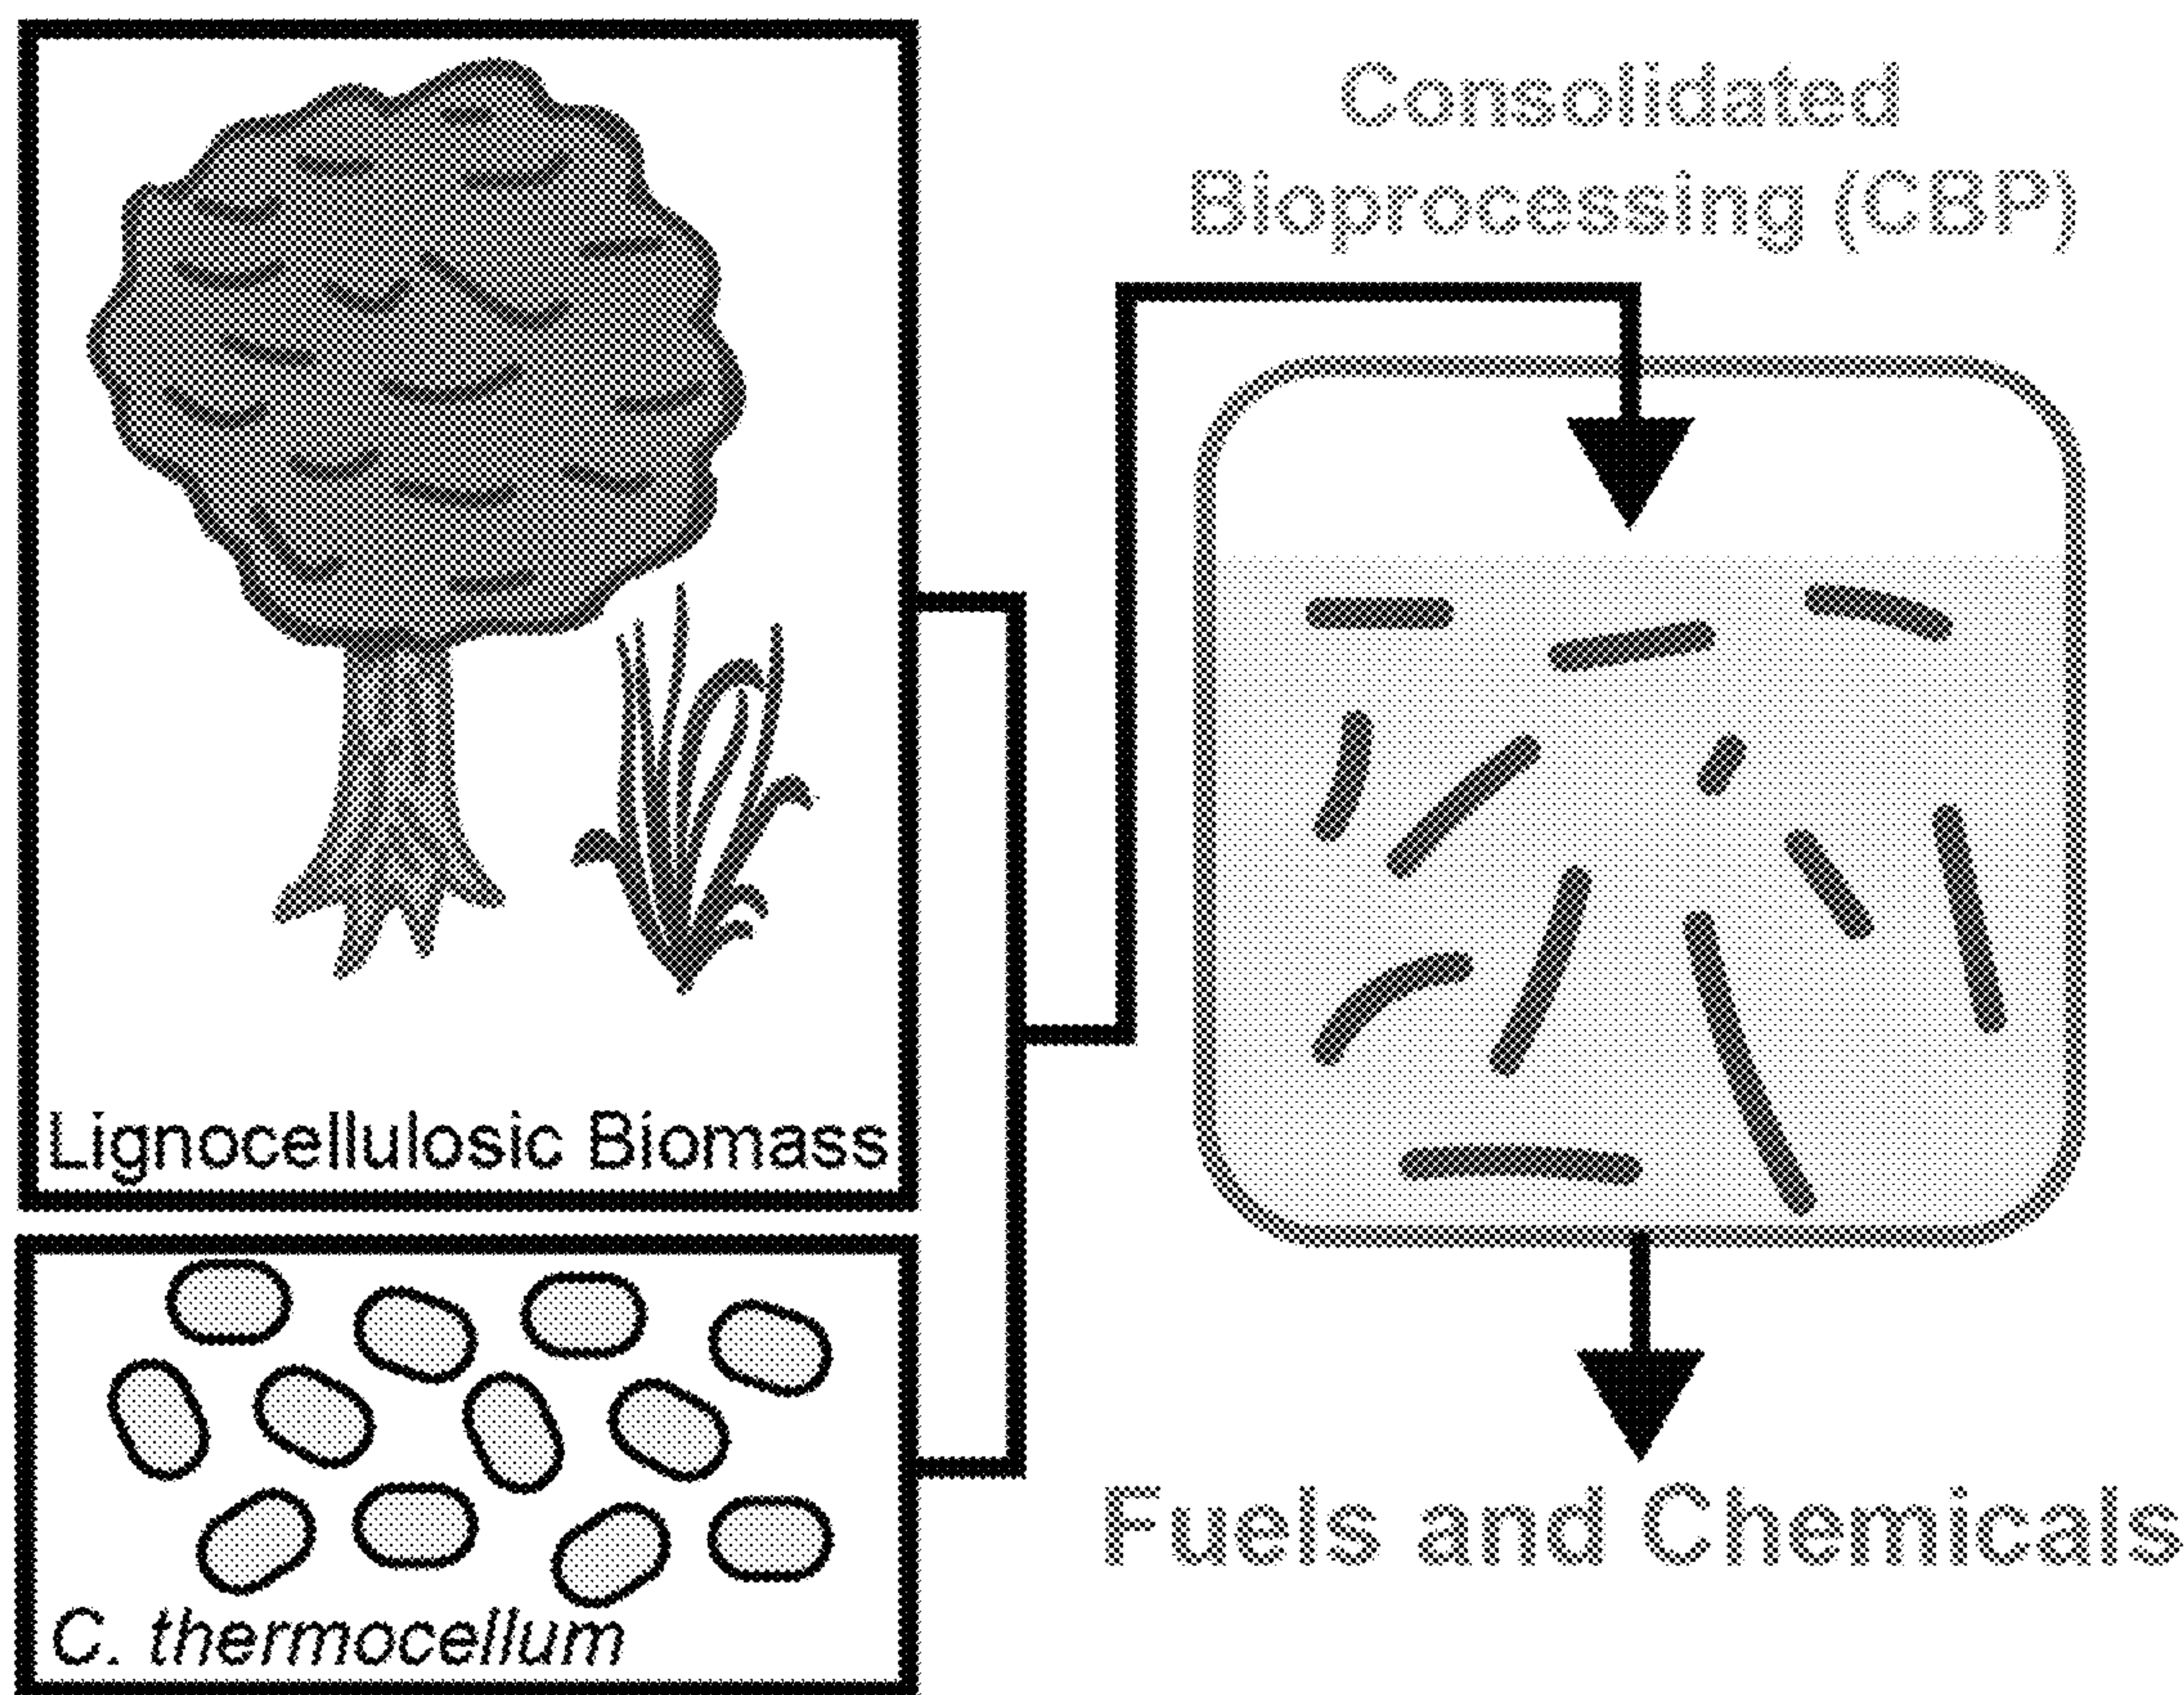 Consolidated
Bioprocessing (CBP)
Lignocellulosic Biomass
C. thermocellum
Fuels and Chemicals